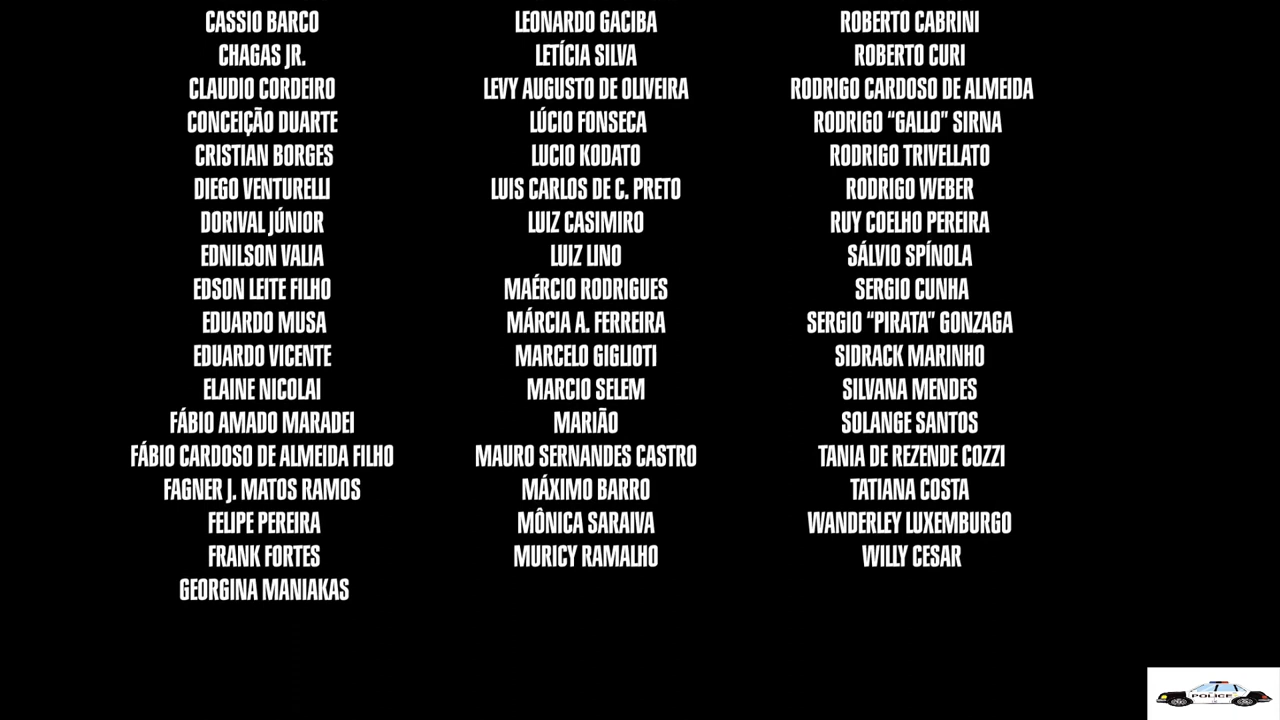 CASSIO BARCO
CHAGAS JR.
CLAUDIO CORDEIRO
CONCEIÇÃO DUARTE
CRISTIAN BORGES
DIEGO VENTURELLI
DORIVAL JÚNIOR
EDNILSON VALIA
EDSON LEITE FILHO
EDUARDO MUSA
EDUARDO VICENTE
ELAINE NICOLAI
FÁBIO AMADO MARADEI
FÁBIO CARDOSO DE ALMEIDA FILHO
FAGNER J. MATOS RAMOS
FELIPE PEREIRA
FRANK FORTES
GEORGINA MANIAKAS
LEONARDO GACIBA
LETÍCIA SILVA
LEVY AUGUSTO DE OLIVEIRA
LÚCIO FONSECA
LUCIO KODATO
LUIS CARLOS DE C. PRETO
LUIZ CASIMIRO
LUIZ LINO
MAÉRCIO RODRIGUES
MÁRCIA A. FERREIRA
MARCELO GIGLIOTI
MARCIO SELEM
MARIÃO
MAURO SERNANDES CASTRO
MÁXIMO BARRO
MÔNICA SARAIVA
MURICY RAMALHO
ROBERTO CABRINI
ROBERTO CURI
RODRIGO CARDOSO DE ALMEIDA
RODRIGO “GALLO” SIRNA
RODRIGO TRIVELLATO
RODRIGO WEBER
RUY COELHO PEREIRA
SÁLVIO SPÍNOLA
SERGIO CUNHA
SERGIO “PIRATA” GONZAGA
SIDRACK MARINHO
SILVANA MENDES
SOLANGE SANTOS
TANIA DE REZENDE COZZI
TATIANA COSTA
WANDERLEY LUXEMBURGO
WILLY CESAR
POLICE